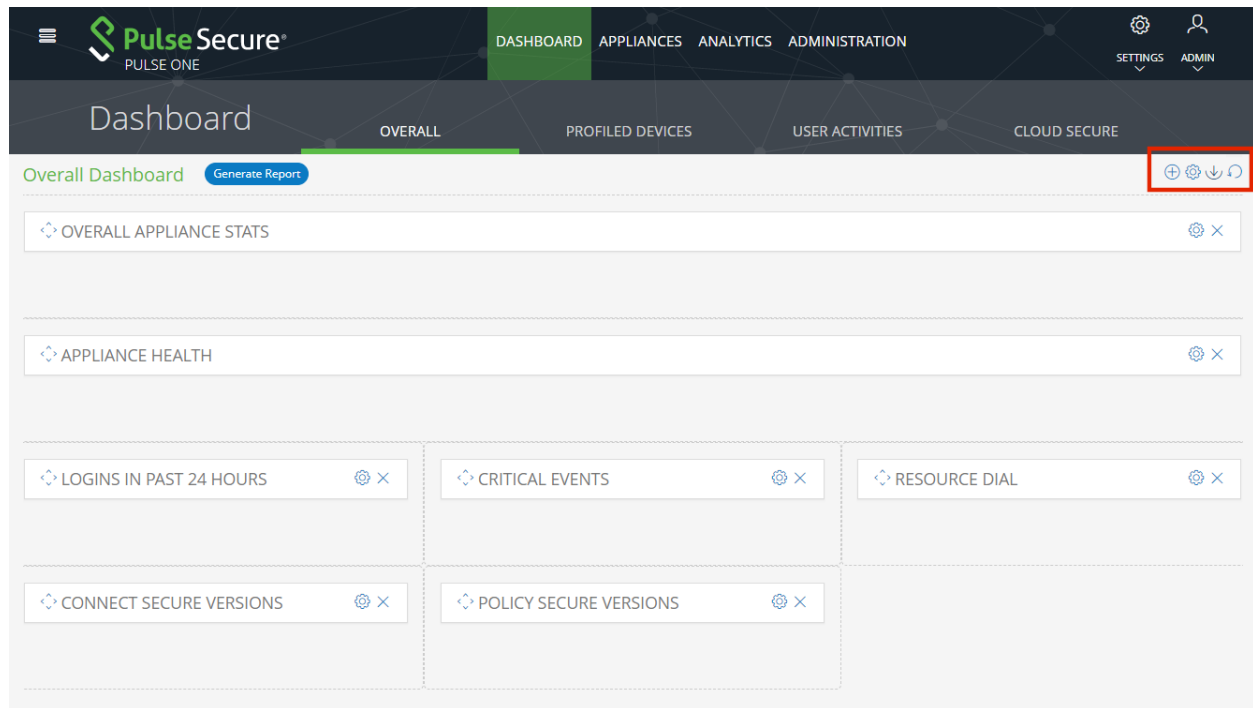 Pulse Secure®
PULSE ONE
DASHBOARD APPLIANCES ANALYTICS ADMINISTRATION
SETTINGS ADMIN
Dashboard
OVERALL PROFILED DEVICES USER ACTIVITIES CLOUD SECURE
Overall Dashboard Generate Report
OVERALL APPLIANCE STATS
APPLIANCE HEALTH
LOGINS IN PAST 24 HOURS CRITICAL EVENTS RESOURCE DIAL
CONNECT SECURE VERSIONS POLICY SECURE VERSIONS